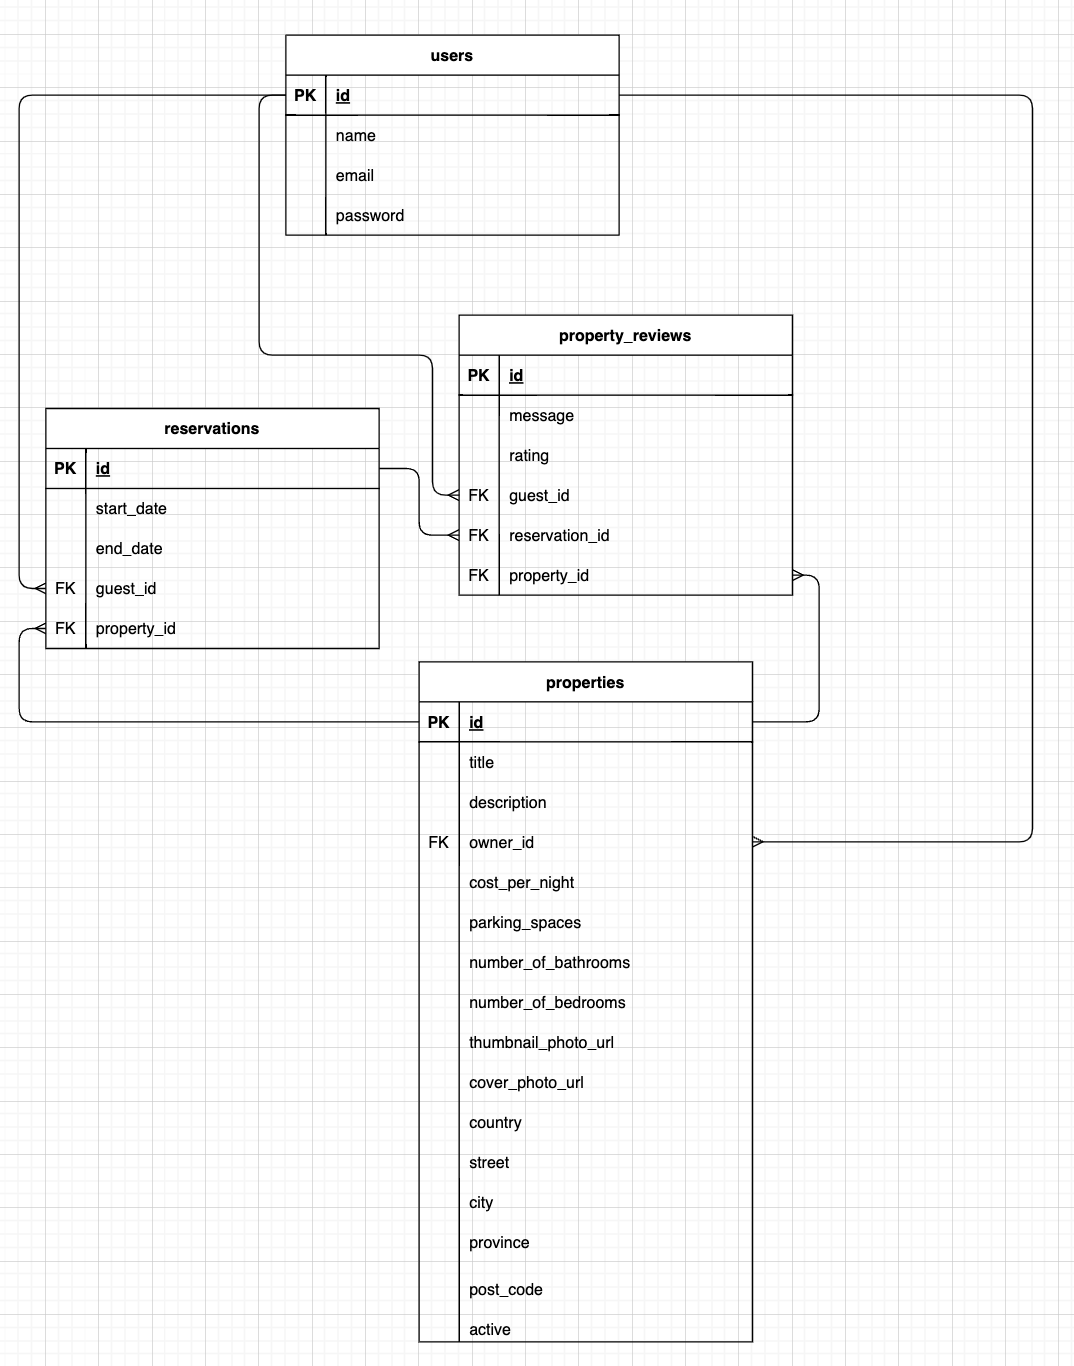 users
PK id
name
email
password
property_reviews
PK id
message
rating
FK guest_id
FK reservation_id
FK property_id
reservations
PK id
start_date
end_date
FK guest_id
FK property_id
properties
PK id
title
description
FK owner_id
cost_per_night
parking_spaces
number_of_bathrooms
number_of_bedrooms
thumbnail_photo_url
cover_photo_url
country
street
city
province
post_code
active